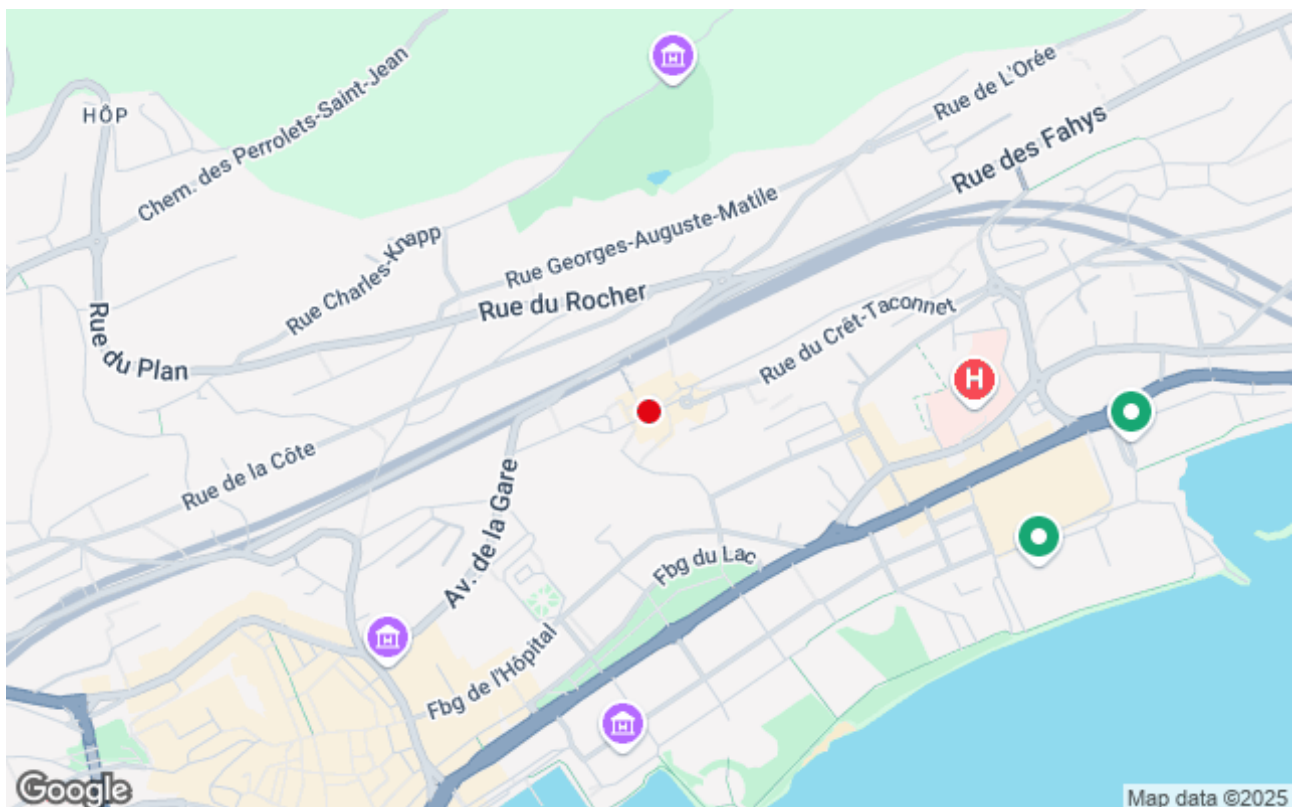 HÔP
Chem. des Perrolets-Saint-Jean
Rue de L'Orée
Rue des Fahys
Rue Charles-Knapp
Rue Georges-Auguste-Matile
Rue du Rocher
Rue du Plan
Rue du Crêt-Taconnet
H
Rue de la Côte
Av. de la Gare
Fbg du Lac
Fbg de l'Hôpital
Google
Map data ©2025